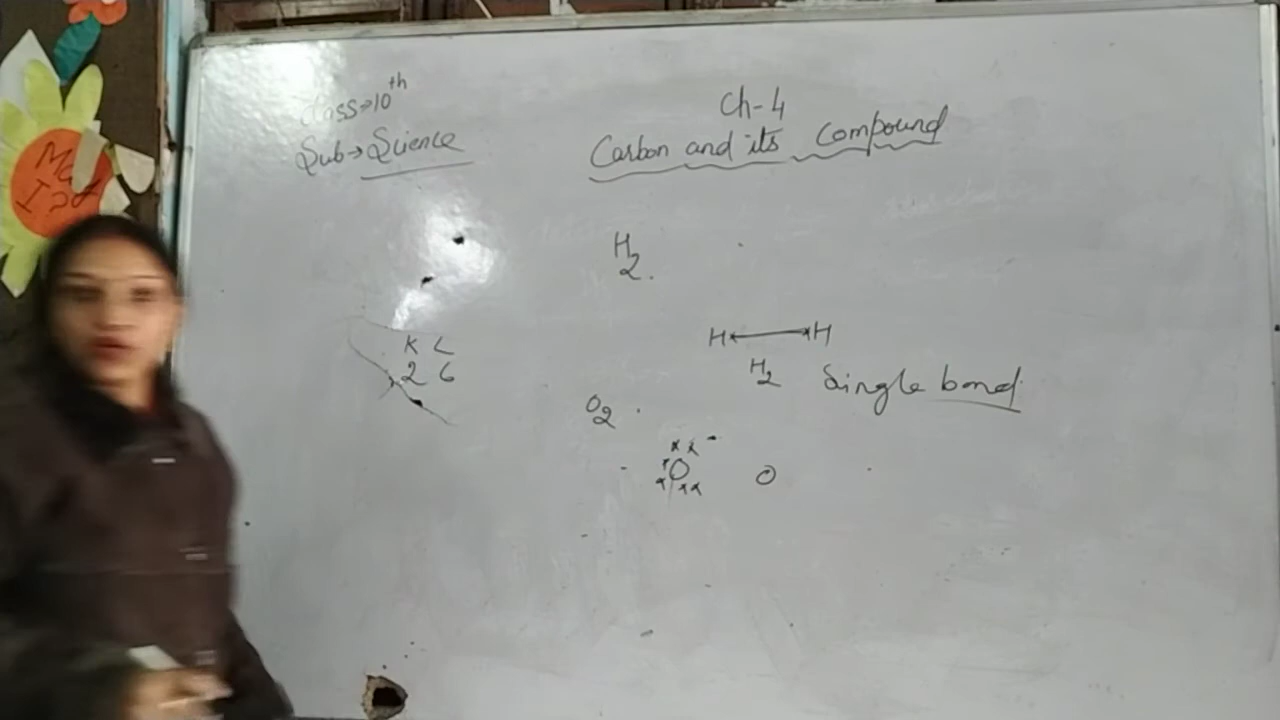 Class→10th
Sub→Science
Ch-4
Carbon and its Compound
H2.
H—H
H2 Single bond
K L
2 6
O2
O O